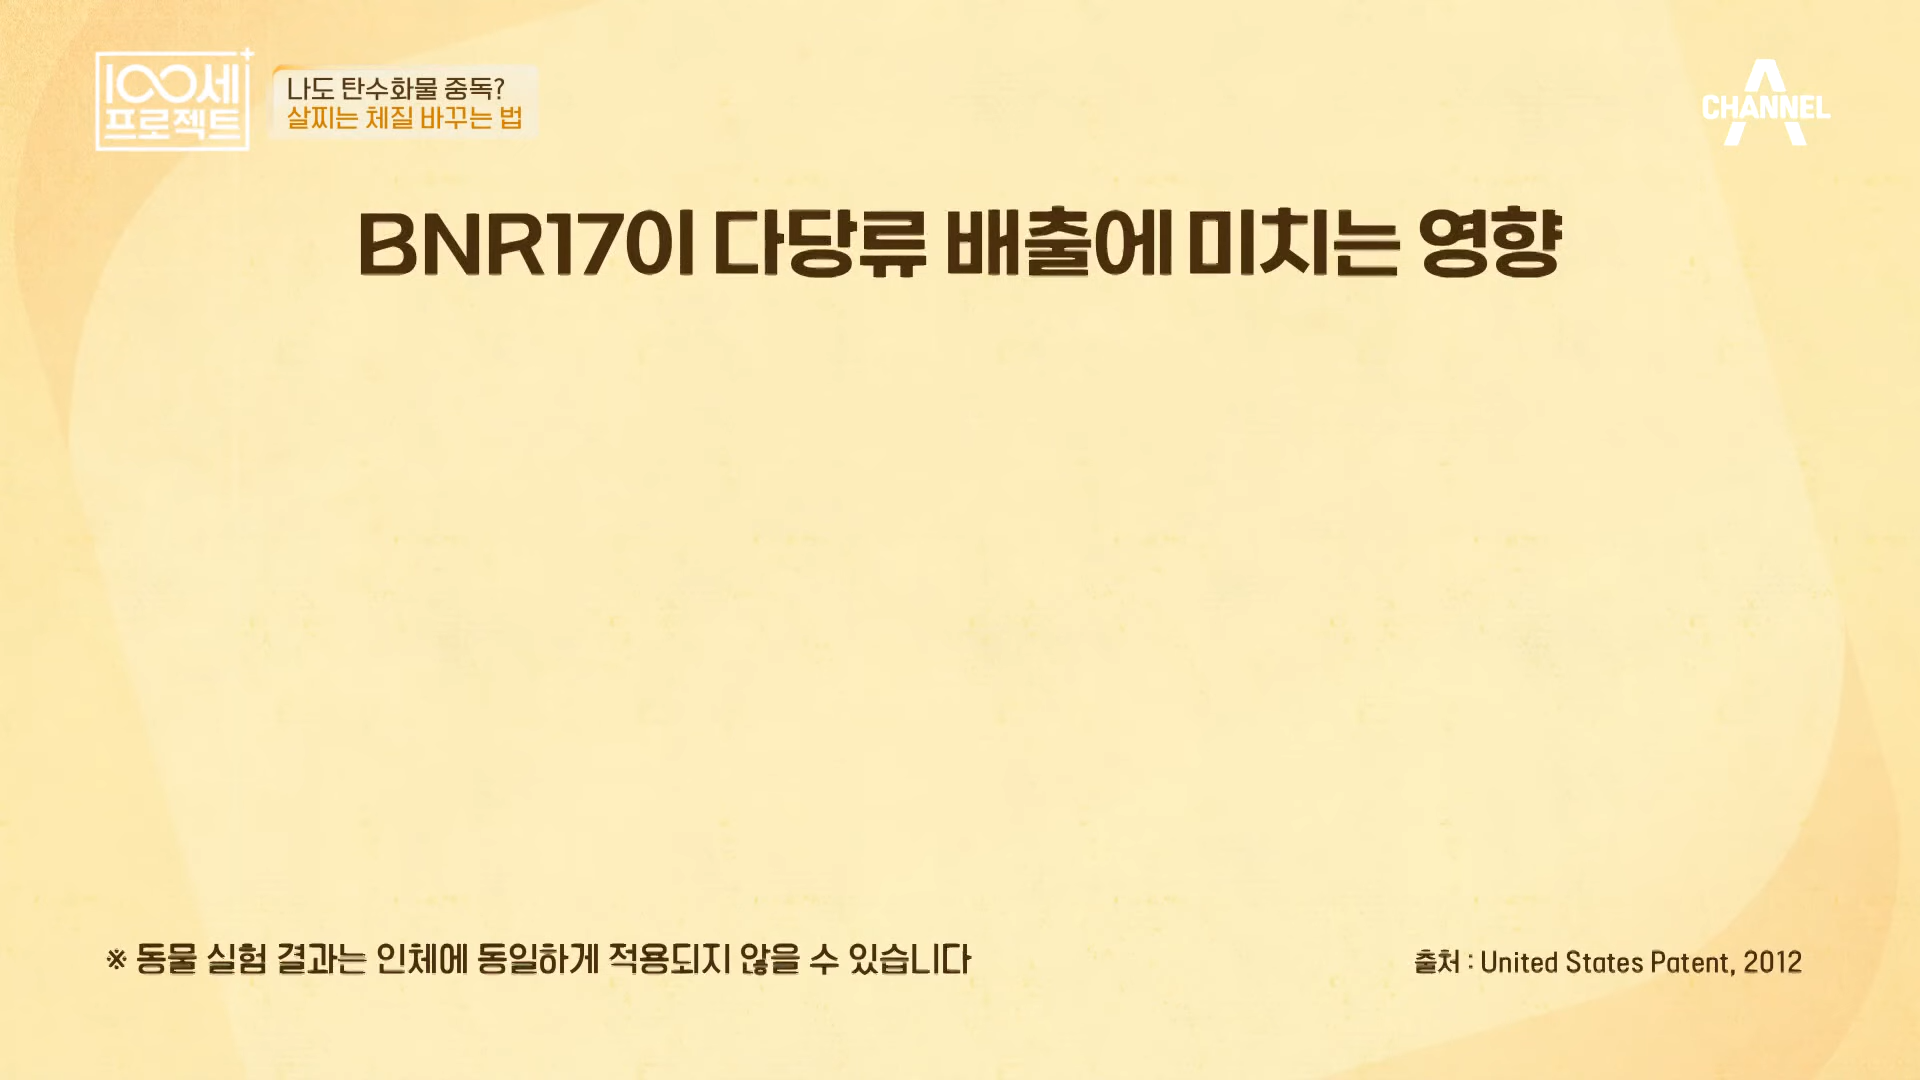 100세
프로젝트+
나도 탄수화물 중독?
살찌는 체질 바꾸는 법
CHANNEL A
BNR17이 다당류 배출에 미치는 영향
※ 동물 실험 결과는 인체에 동일하게 적용되지 않을 수 있습니다
출처 : United States Patent, 2012